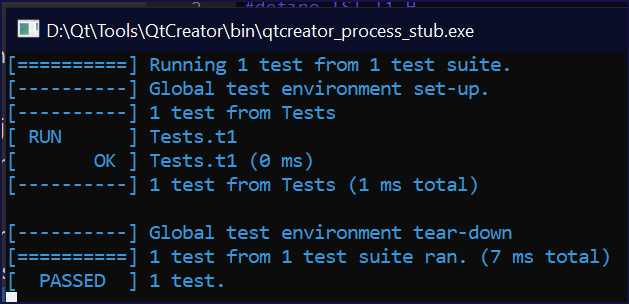 #define TST_T1_H
D:\Qt\Tools\QtCreator\bin\qtcreator_process_stub.exe
[==========] Running 1 test from 1 test suite.
[----------] Global test environment set-up.
[----------] 1 test from Tests
[ RUN      ] Tests.t1
[       OK ] Tests.t1 (0 ms)
[----------] 1 test from Tests (1 ms total)

[----------] Global test environment tear-down
[==========] 1 test from 1 test suite ran. (7 ms total)
[  PASSED  ] 1 test.